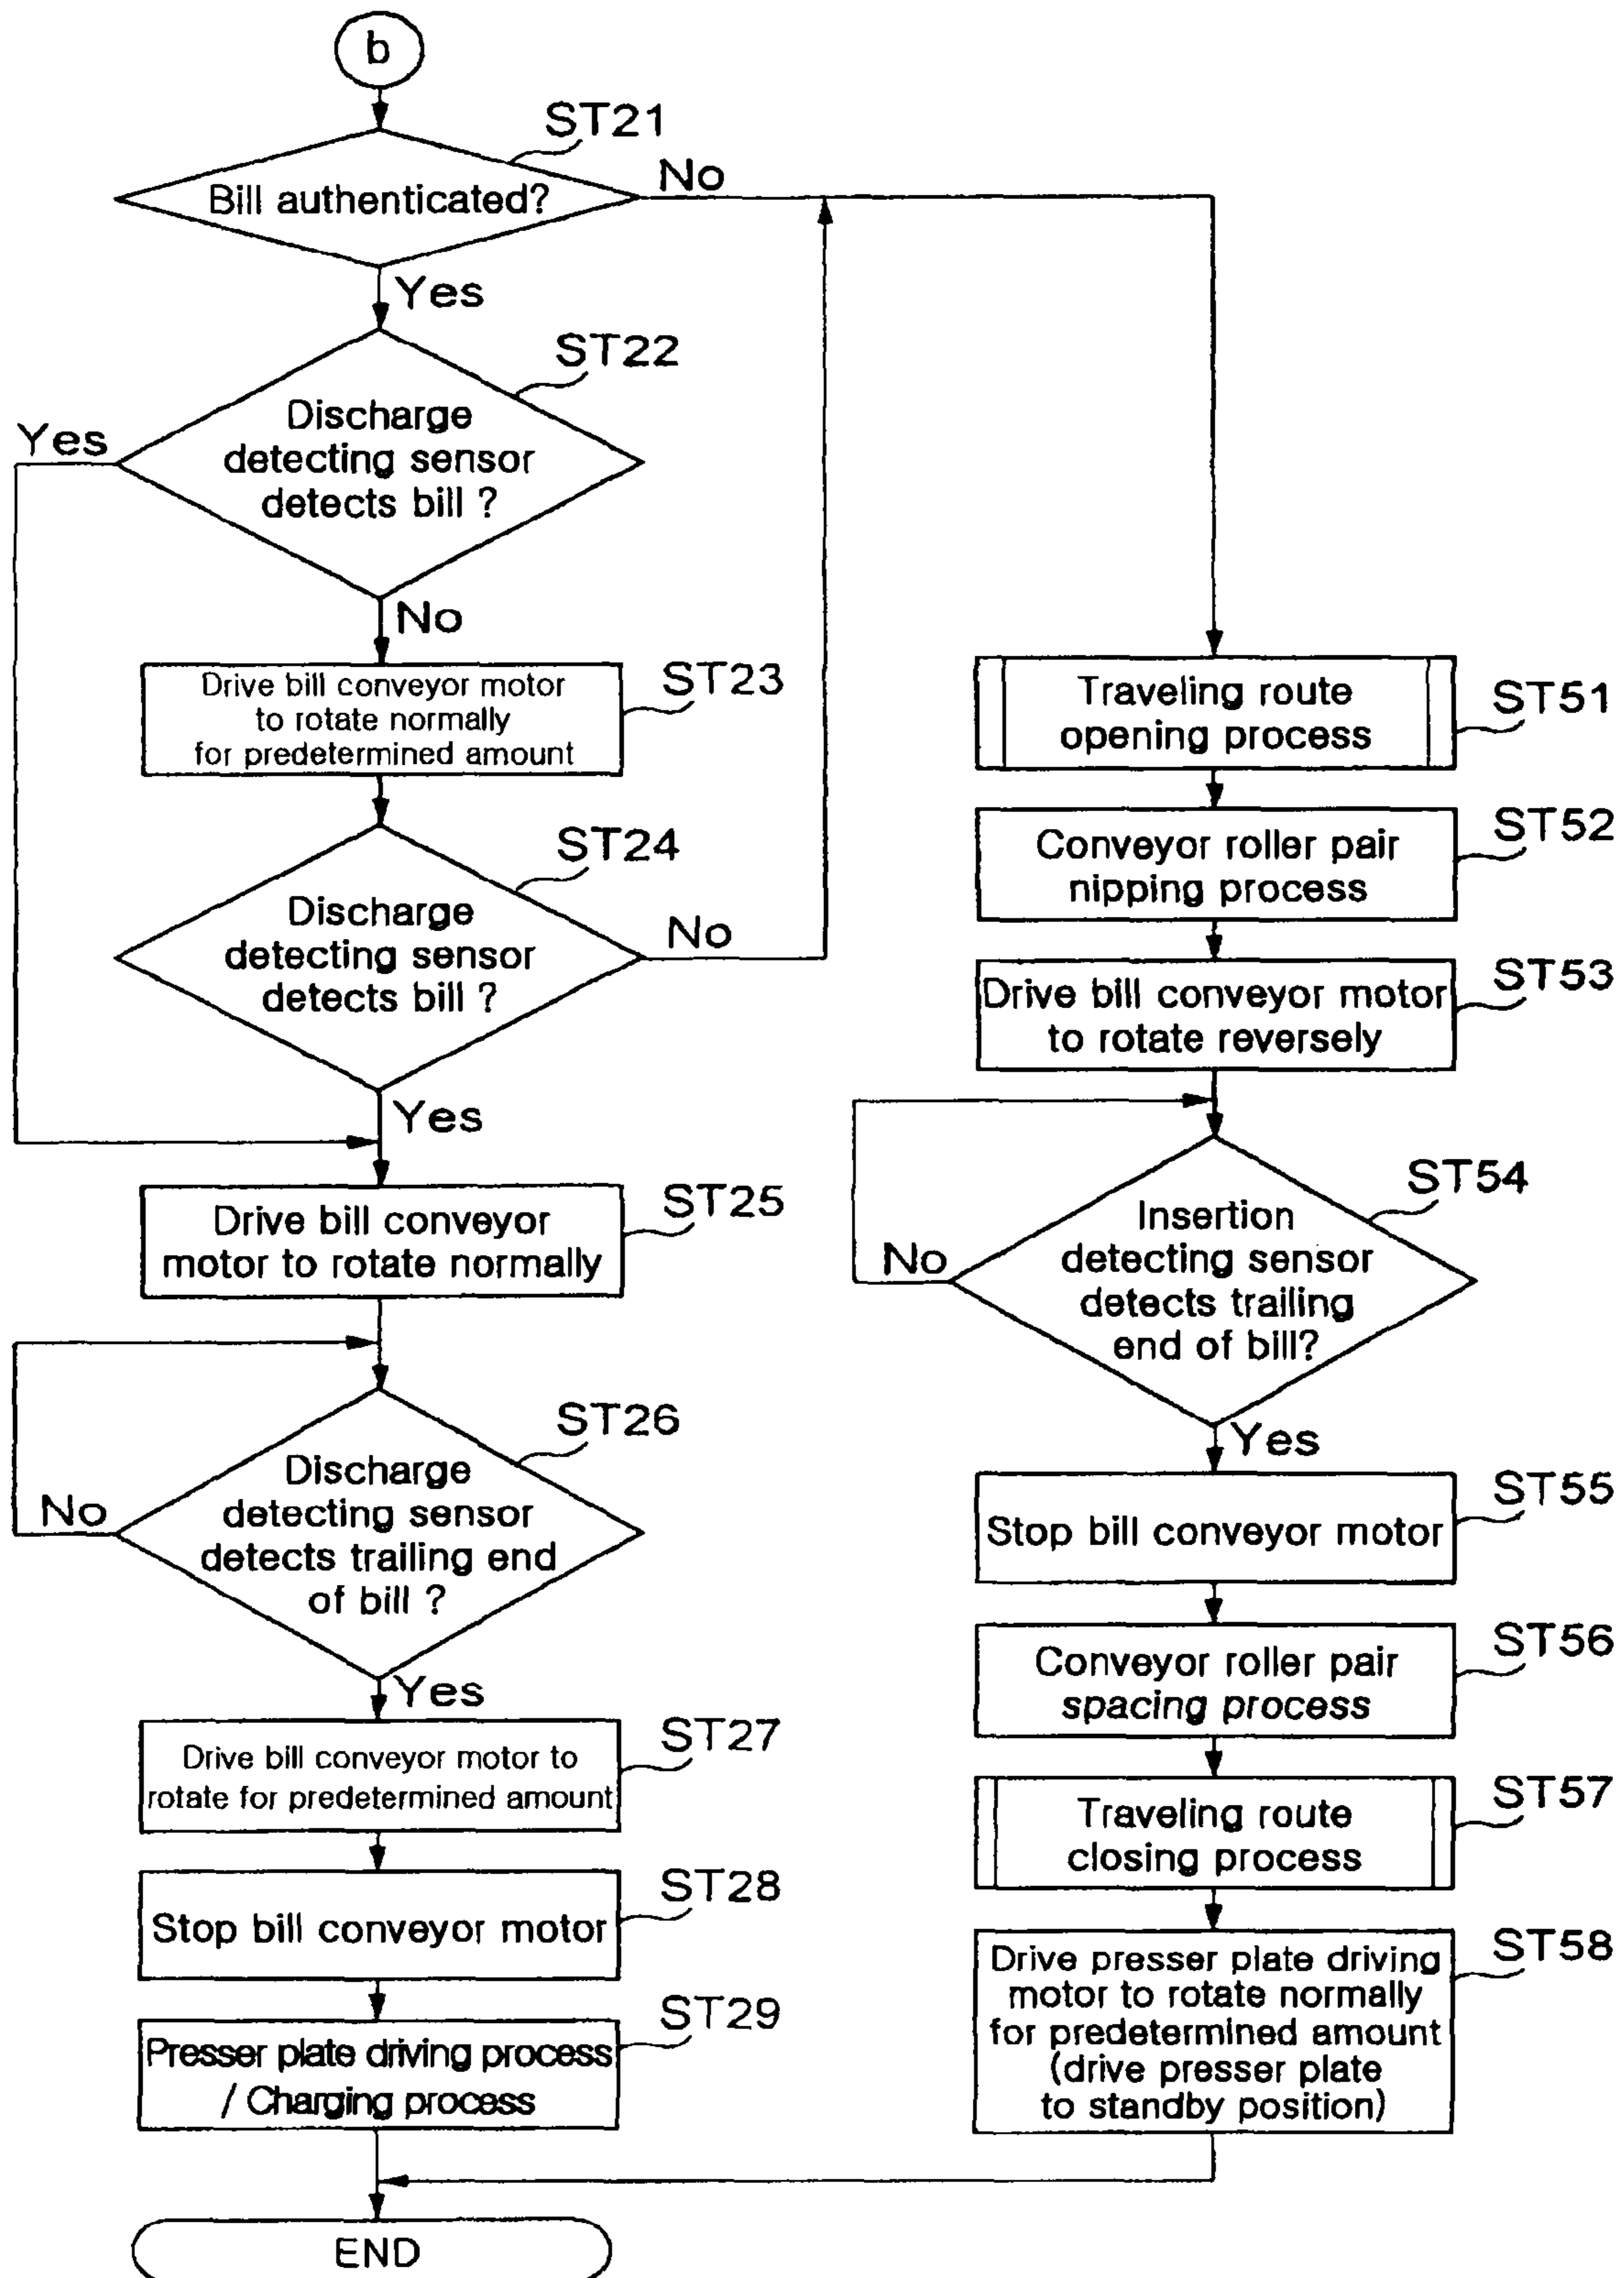 b
ST21
Bill authenticated?
No
Yes
ST22
Discharge
detecting sensor
detects bill ?
Yes
No
ST23
Drive bill conveyor motor
to rotate normally
for predetermined amount
ST24
Discharge
detecting sensor
detects bill ?
No
Yes
ST25
Drive bill conveyor
motor to rotate normally
ST26
Discharge
detecting sensor
detects trailing end
of bill ?
No
Yes
ST27
Drive bill conveyor motor to
rotate for predetermined amount
ST28
Stop bill conveyor motor
ST29
Presser plate driving process
/ Charging process
END
ST51
Traveling route
opening process
ST52
Conveyor roller pair
nipping process
ST53
Drive bill conveyor motor
to rotate reversely
ST54
Insertion
detecting sensor
detects trailing
end of bill?
No
Yes
ST55
Stop bill conveyor motor
ST56
Conveyor roller pair
spacing process
ST57
Traveling route
closing process
ST58
Drive presser plate driving
motor to rotate normally
for predetermined amount
(drive presser plate
to standby position)